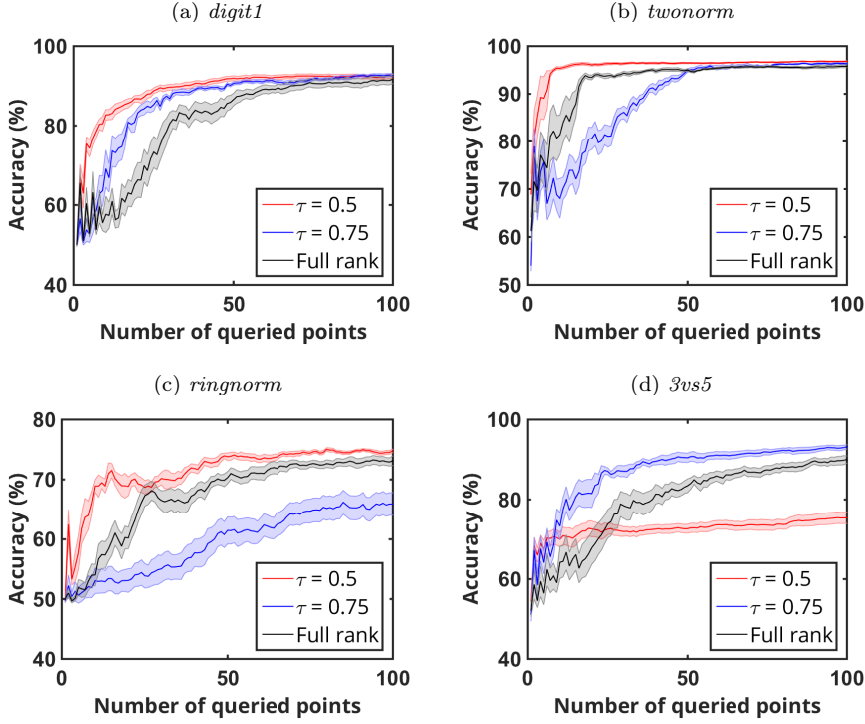 (a) digit1
100
80
60
40
Accuracy (%)
0
50
100
Number of queried points
τ = 0.5
τ = 0.75
Full rank
(b) twonorm
100
90
80
70
60
50
Accuracy (%)
0
50
100
Number of queried points
τ = 0.5
τ = 0.75
Full rank
(c) ringnorm
80
70
60
50
40
Accuracy (%)
0
50
100
Number of queried points
τ = 0.5
τ = 0.75
Full rank
(d) 3vs5
100
80
60
40
Accuracy (%)
0
50
100
Number of queried points
τ = 0.5
τ = 0.75
Full rank